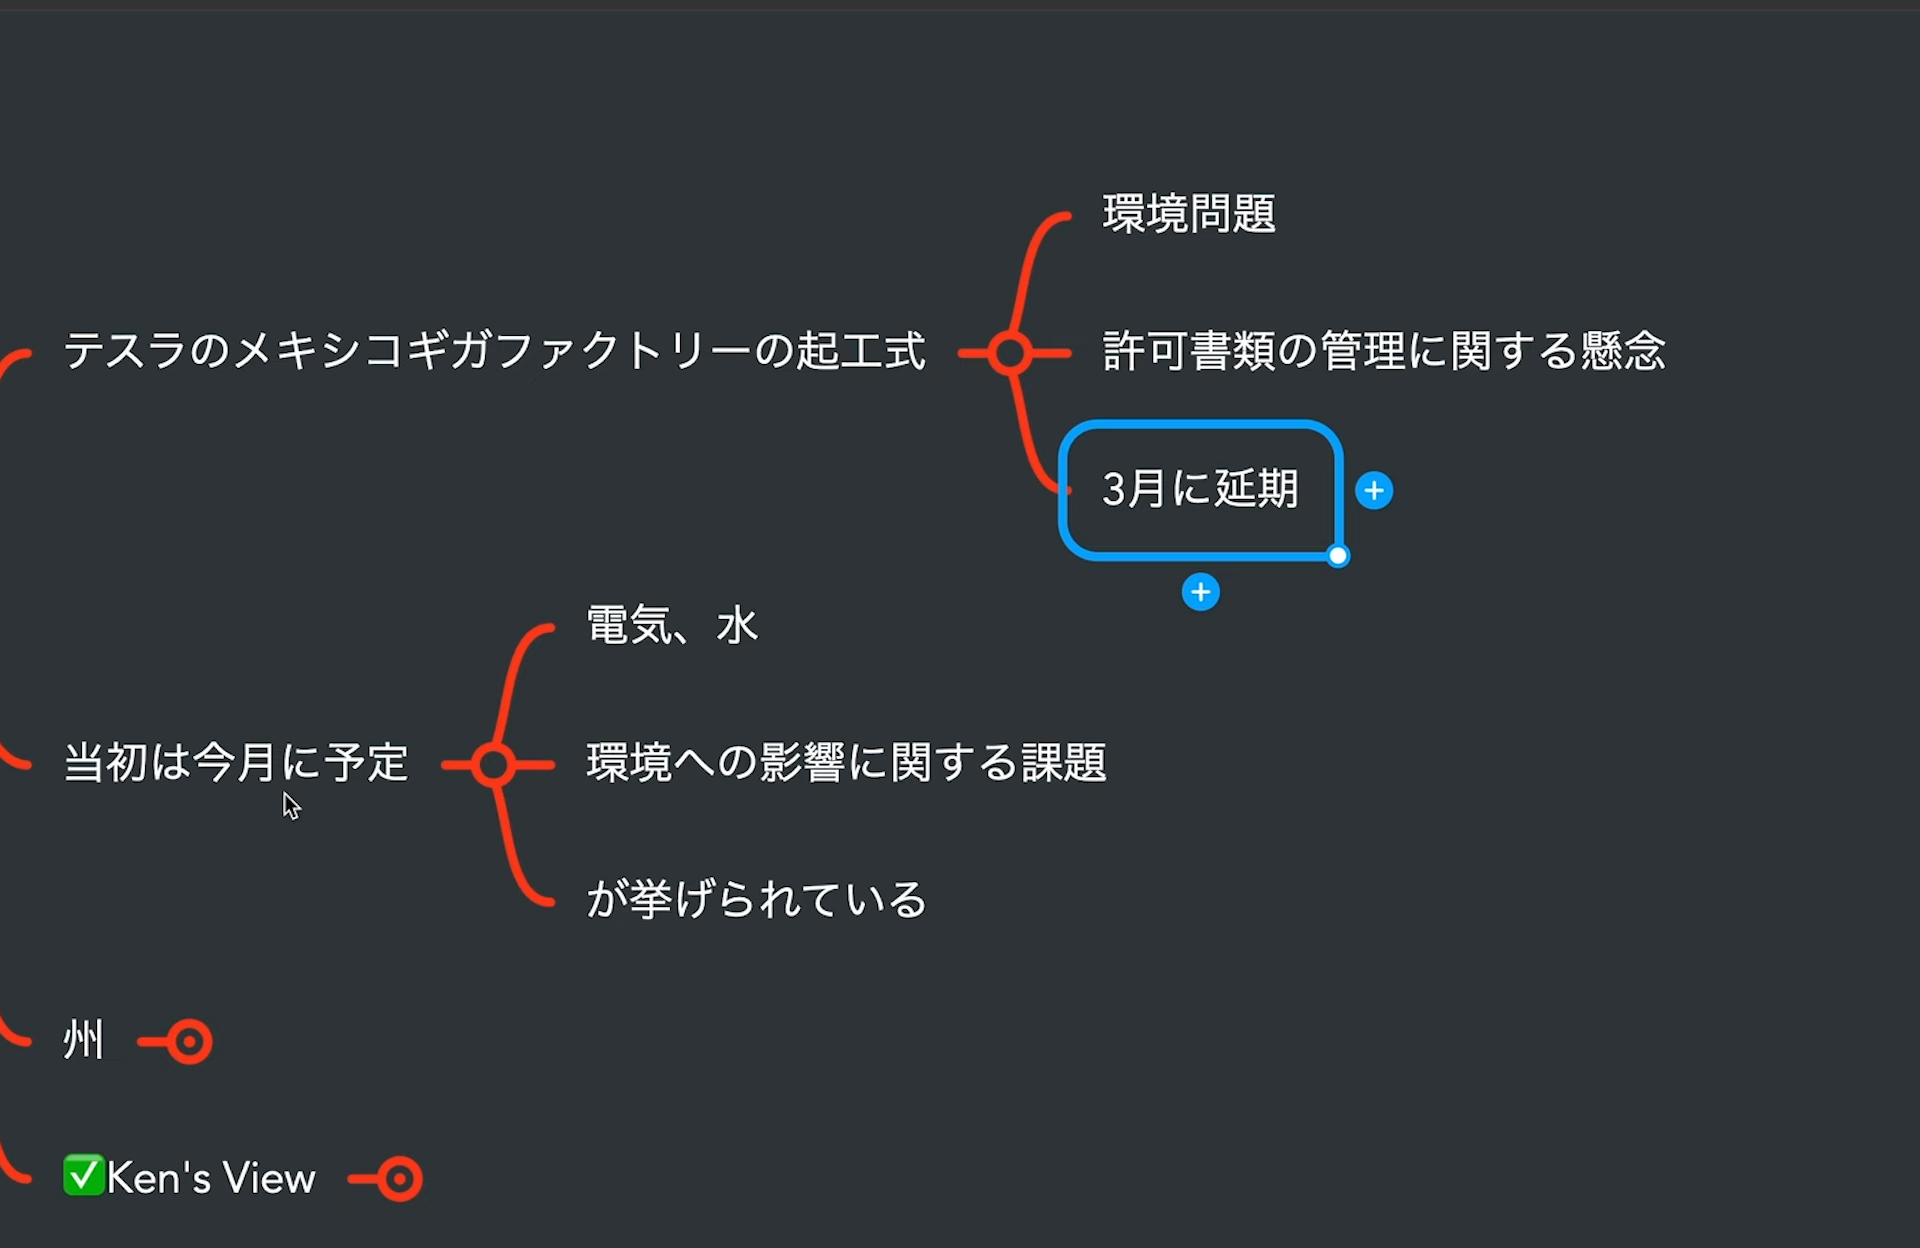 環境問題
テスラのメキシコギガファクトリーの起工式
許可書類の管理に関する懸念
3月に延期
電気、水
当初は今月に予定
環境への影響に関する課題
が挙げられている
州
✅Ken's View